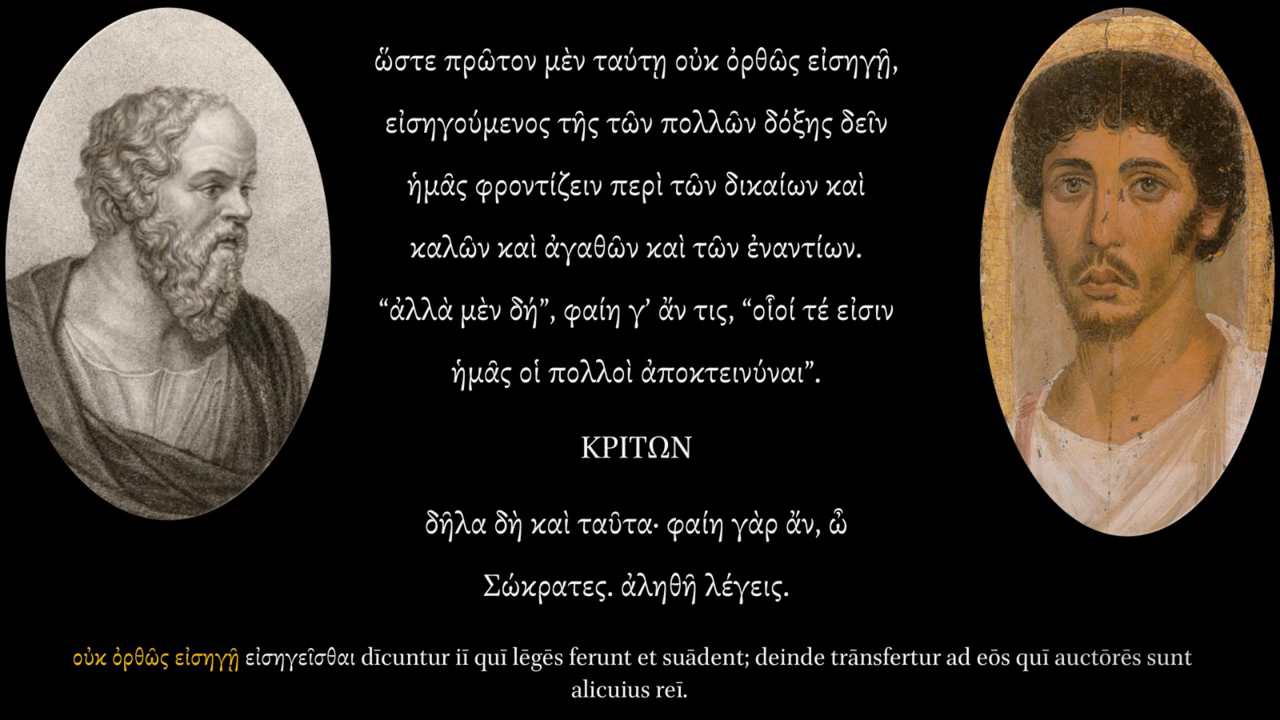 ὥστε πρῶτον μὲν ταύτῃ οὐκ ὀρθῶς εἰσηγῇ,
εἰσηγούμενος τῆς τῶν πολλῶν δόξης δεῖν
ἡμᾶς φροντίζειν περὶ τῶν δικαίων καὶ
καλῶν καὶ ἀγαθῶν καὶ τῶν ἐναντίων.
“ἀλλὰ μὲν δή”, φαίη γ’ ἄν τις, “οἷοί τέ εἰσιν
ἡμᾶς οἱ πολλοὶ ἀποκτεινύναι”.
ΚΡΙΤΩΝ
δῆλα δὴ καὶ ταῦτα· φαίη γὰρ ἄν, ὦ
Σώκρατες. ἀληθῆ λέγεις.
οὐκ ὀρθῶς εἰσηγῇ εἰσηγεῖσθαι dīcuntur iī quī lēgēs ferunt et suādent; deinde trānsfertur ad eōs quī auctōrēs sunt
alicuius reī.